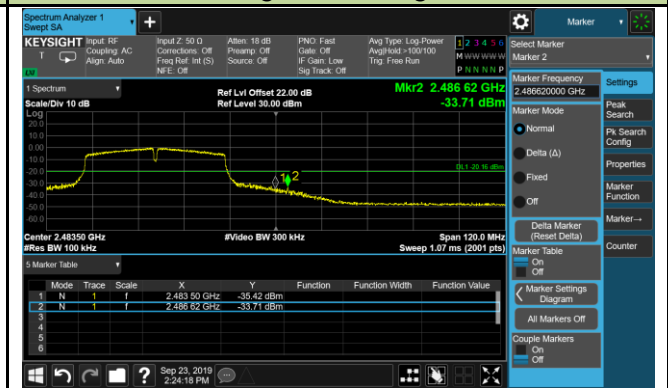 Spectrum Analyzer 1
Swept SA
+
Marker
KEYSIGHT
T
Input: RF
Coupling: AC
Align: Auto
Input Z: 50 Ω
Corrections: Off
Freq Ref: Int (S)
NFE: Off
Atten: 18 dB
Preamp: Off
Source: Off
PNO: Fast
Gate: Off
IF Gain: Low
Sig Track: Off
Avg Type: Log-Power
Avg|Hold:>100/100
Trig: Free Run
1 2 3 4 5 6
M W W W W W
P N N N N P
Select Marker
Marker 2
1 Spectrum
Scale/Div 10 dB
Ref Lvl Offset 22.00 dB
Ref Level 30.00 dBm
Mkr2 2.486 62 GHz
-33.71 dBm
Log
20.0
10.0
0.00
-10.0
-20.0
-30.0
-40.0
-50.0
-60.0
DL1 -20.16 dBm
1
2
Center 2.48350 GHz
#Res BW 100 kHz
#Video BW 300 kHz
Span 120.0 MHz
Sweep 1.07 ms (2001 pts)
5 Marker Table
Mode Trace Scale X Y Function Function Width Function Value
1 N 1 f 2.483 50 GHz -35.42 dBm
2 N 1 f 2.486 62 GHz -33.71 dBm
3
4
5
6
Marker Frequency
2.486620000 GHz
Marker Mode
Normal
Delta (Δ)
Fixed
Off
Delta Marker
(Reset Delta)
Marker Table
On
Off
Marker Settings
Diagram
All Markers Off
Couple Markers
On
Off
Settings
Peak
Search
Pk Search
Config
Properties
Marker
Function
Marker→
Counter
?
Sep 23, 2019
2:24:18 PM